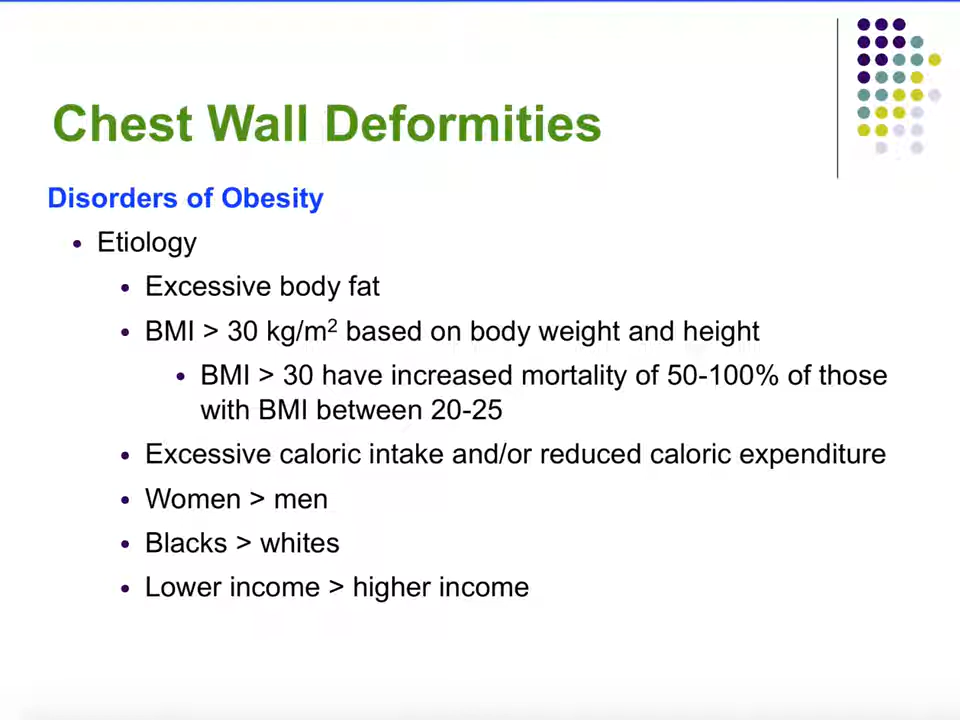 Chest Wall Deformities
Disorders of Obesity
• Etiology
• Excessive body fat
• BMI > 30 kg/m² based on body weight and height
• BMI > 30 have increased mortality of 50-100% of those
with BMI between 20-25
• Excessive caloric intake and/or reduced caloric expenditure
• Women > men
• Blacks > whites
• Lower income > higher income